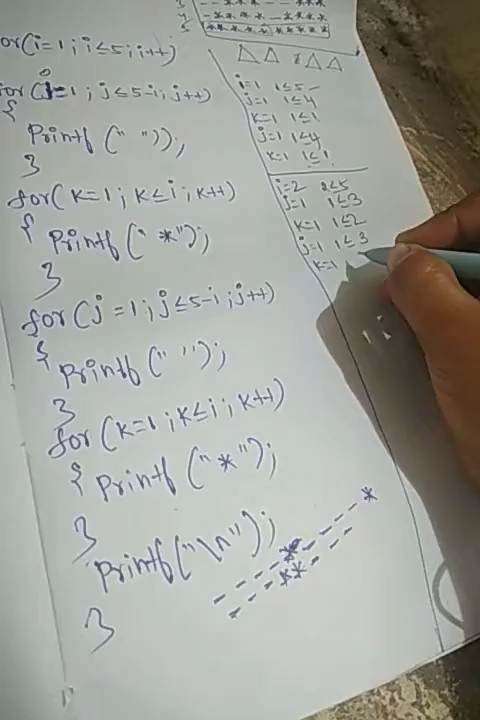 - * * * * - * * * *
5 * * * * * * * * * *
for(i=1; i≤5; i++)
for(j=1; j≤5-i; j++)
{
printf(" ");
}
for(k=1; k≤i; k++)
{ printf("*");
}
for(j=1; j≤5-i; j++)
{
printf(" ");
}
for(k=1; k≤i; k++)
{ printf("*");
}
printf("\n");
}
i=1 1≤5-
j=1 1≤4
k=1 1≤1
j=1 1≤4
k=1 1≤1
i=2 2≤5
j=1 1≤3
k=1 1≤2
j=1 1≤3
k=1
- - - - * - - - - *
- - - * * - - -